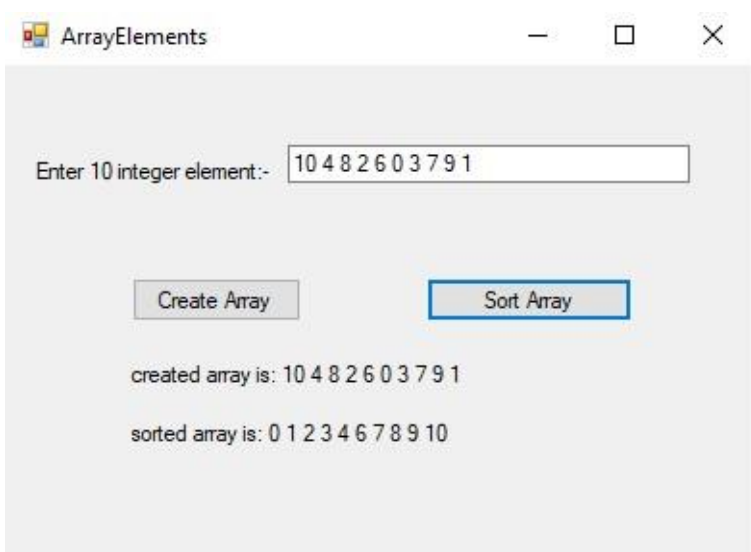 ArrayElements
Enter 10 integer element:- 10 4 8 2 6 0 3 7 9 1
Create Array Sort Array
created array is: 10 4 8 2 6 0 3 7 9 1
sorted array is: 0 1 2 3 4 6 7 8 9 10